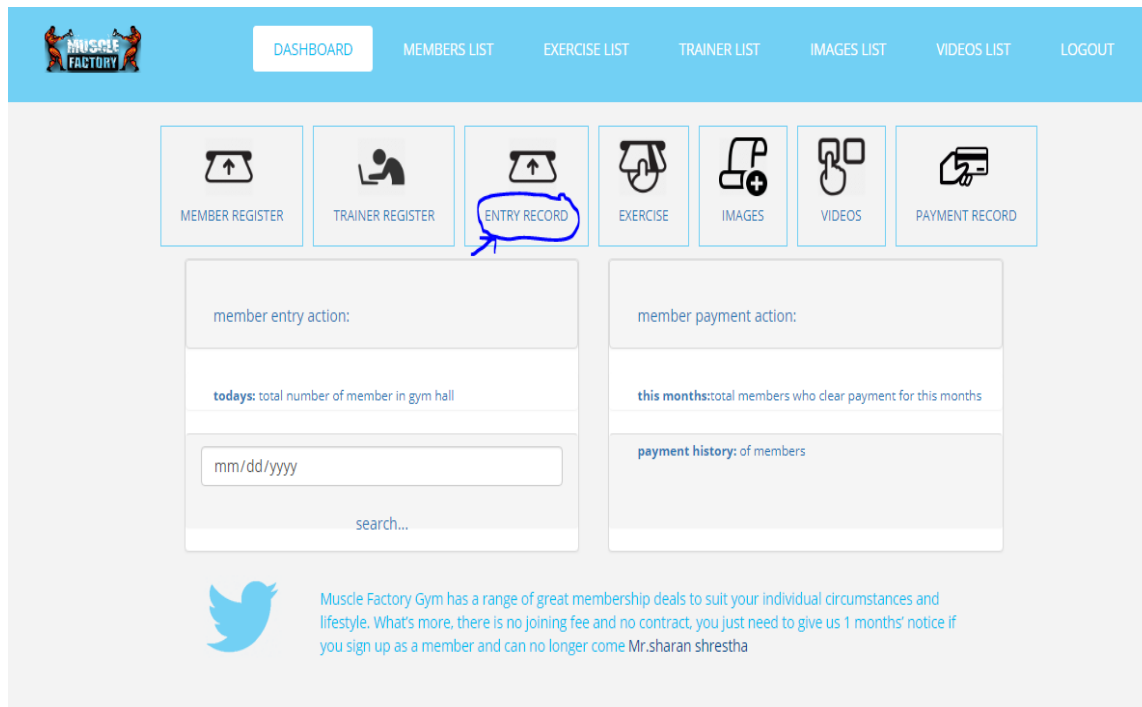 MUSCLE
FACTORY
DASHBOARD MEMBERS LIST EXERCISE LIST TRAINER LIST IMAGES LIST VIDEOS LIST LOGOUT
MEMBER REGISTER TRAINER REGISTER ENTRY RECORD EXERCISE IMAGES VIDEOS PAYMENT RECORD
member entry action:
todays: total number of member in gym hall
mm/dd/yyyy
search...
member payment action:
this months:total members who clear payment for this months
payment history: of members
Muscle Factory Gym has a range of great membership deals to suit your individual circumstances and
lifestyle. What's more, there is no joining fee and no contract, you just need to give us 1 months' notice if
you sign up as a member and can no longer come Mr.sharan shrestha